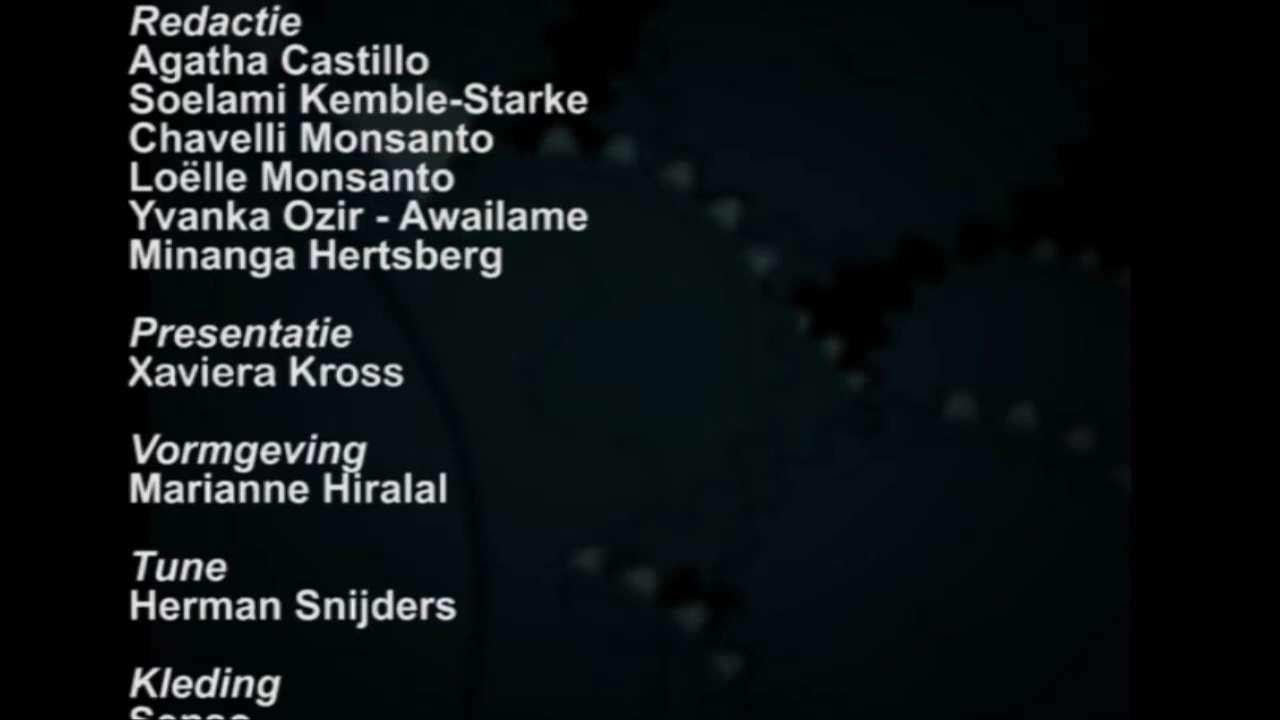 Redactie
Agatha Castillo
Soelami Kemble-Starke
Chavelli Monsanto
Loëlle Monsanto
Yvanka Ozir - Awailame
Minanga Hertsberg
Presentatie
Xaviera Kross
Vormgeving
Marianne Hiralal
Tune
Herman Snijders
Kleding